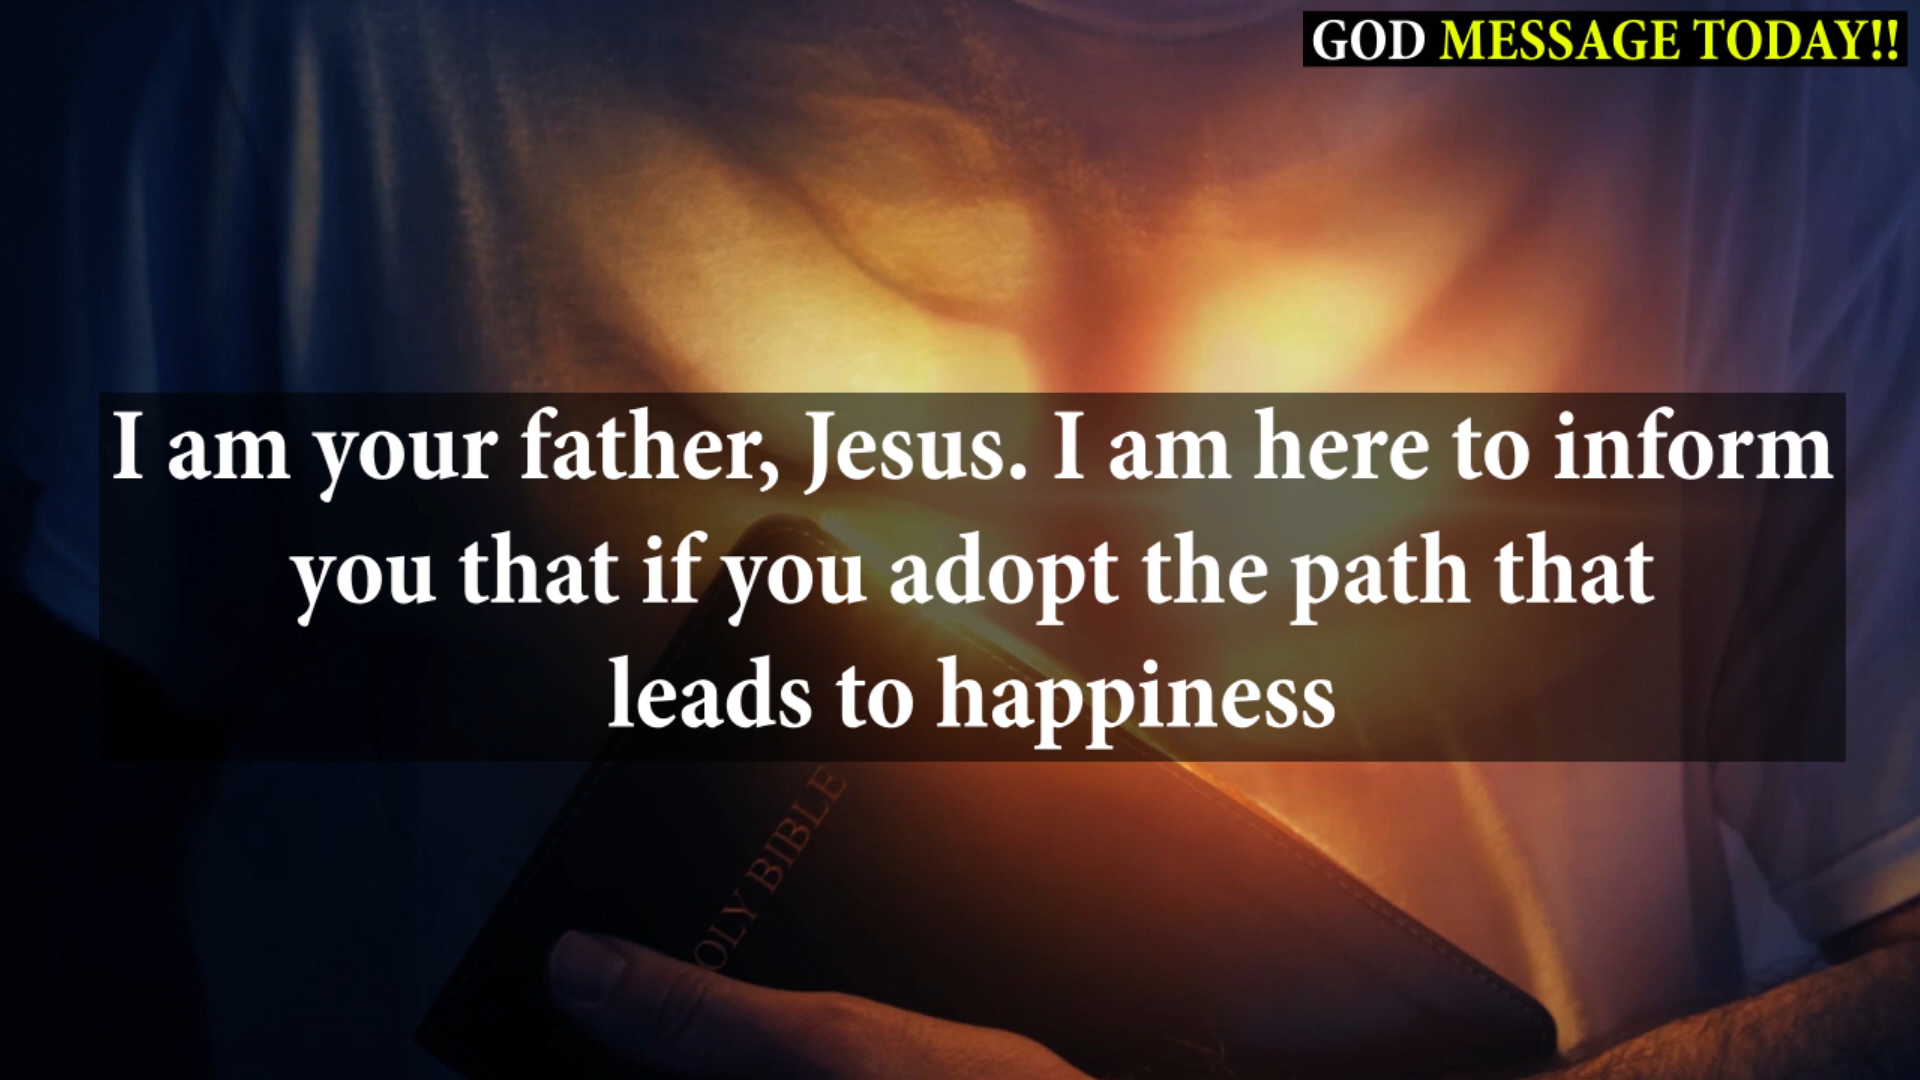 GOD MESSAGE TODAY!!
I am your father, Jesus. I am here to inform
you that if you adopt the path that
leads to happiness
OLY BIBLE